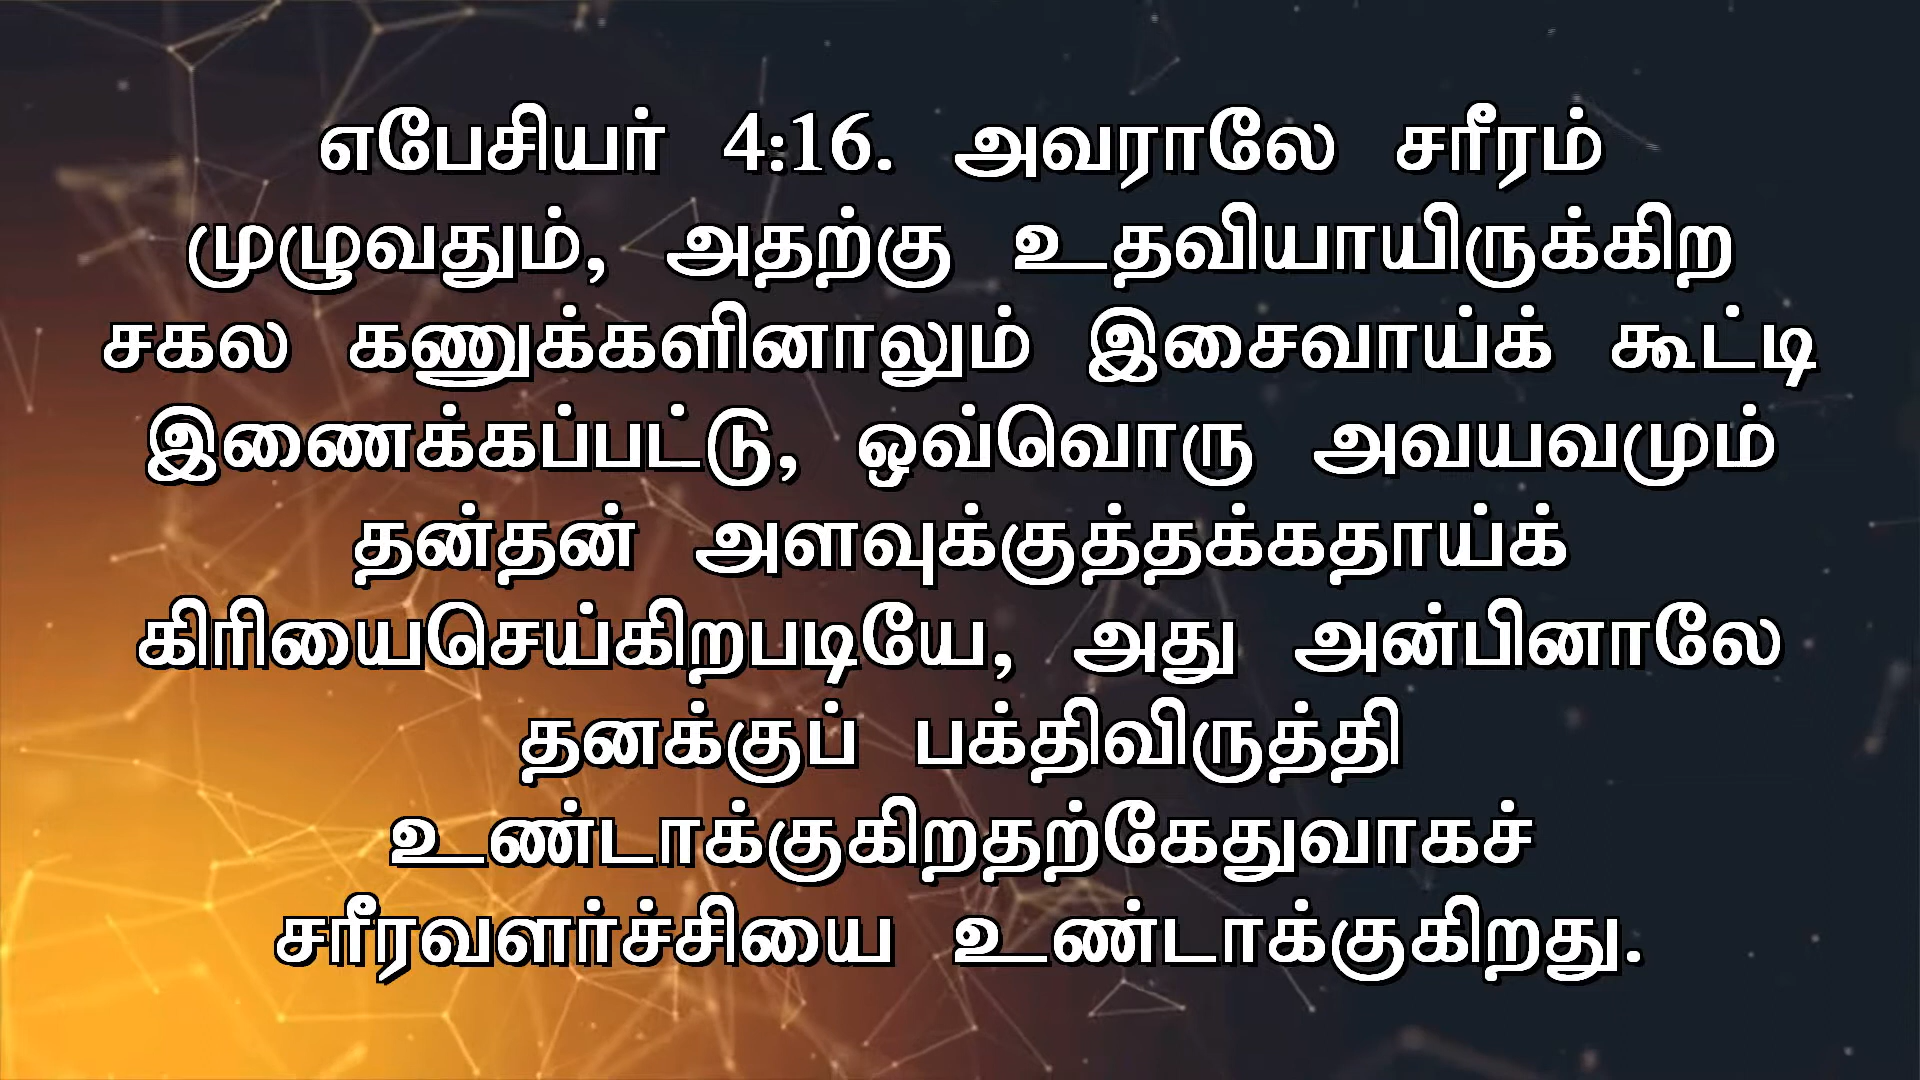 எபேசியர் 4:16. அவராலே சரீரம்
முழுவதும், அதற்கு உதவியாயிருக்கிற
சகல கணுக்களினாலும் இசைவாய்க் கூட்டி
இணைக்கப்பட்டு, ஒவ்வொரு அவயவமும்
தன்தன் அளவுக்குத்தக்கதாய்க்
கிரியைசெய்கிறபடியே, அது அன்பினாலே
தனக்குப் பக்திவிருத்தி
உண்டாக்குகிறதற்கேதுவாகச்
சரீரவளர்ச்சியை உண்டாக்குகிறது.